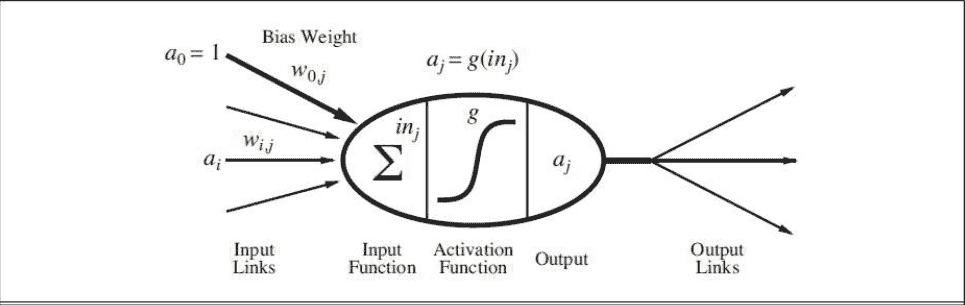 Bias Weight
a₀ = 1
w₀,ⱼ
aⱼ = g(inⱼ)
inⱼ
g
wᵢ,ⱼ
aᵢ
Σ
aⱼ
Input
Links
Input
Function
Activation
Function
Output
Output
Links